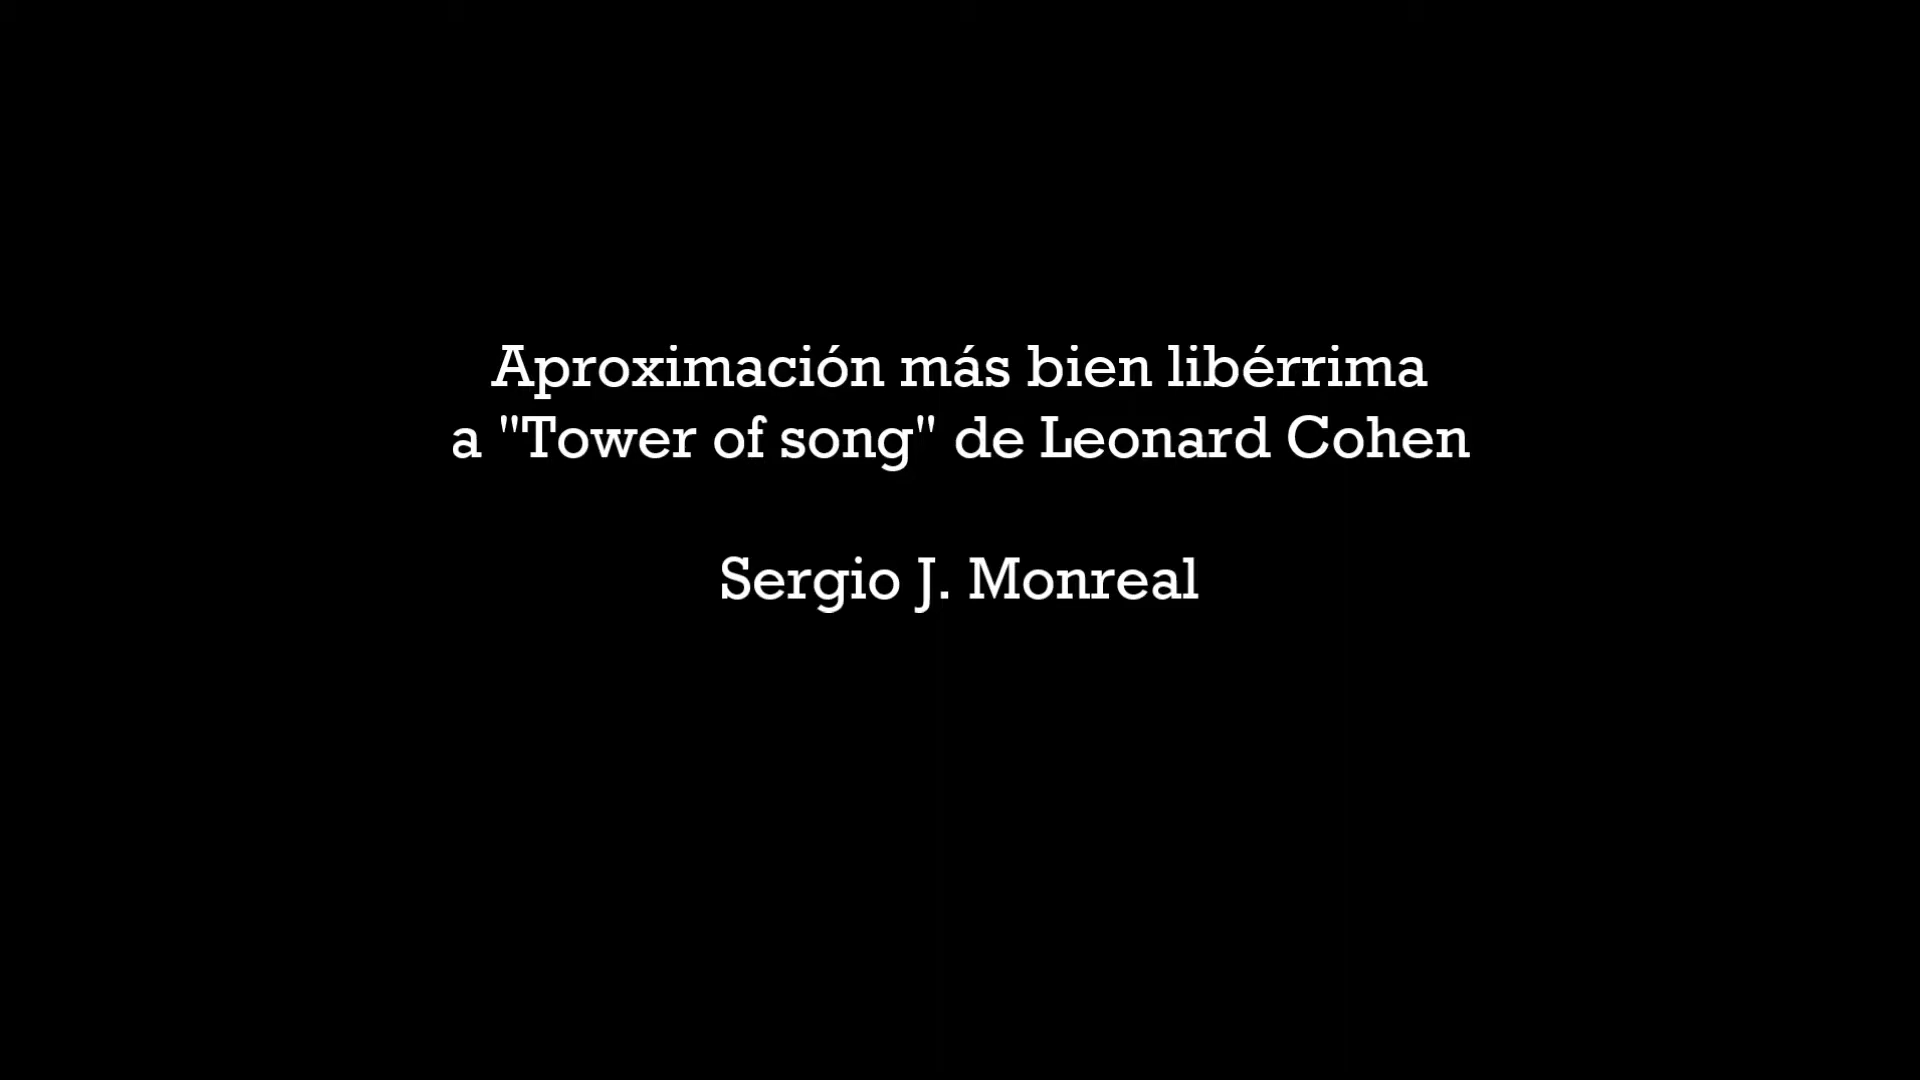 Aproximación más bien libérrima
a "Tower of song" de Leonard Cohen
Sergio J. Monreal